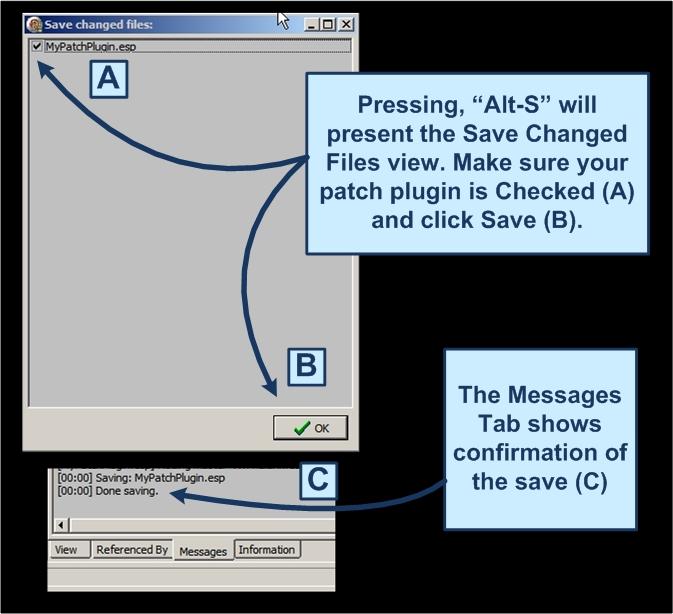 Save changed files:
MyPatchPlugin.esp
A
Pressing, “Alt-S” will
present the Save Changed
Files view. Make sure your
patch plugin is Checked (A)
and click Save (B).
B
OK
The Messages
Tab shows
confirmation of
the save (C)
[00:00] Saving: MyPatchPlugin.esp
[00:00] Done saving.
C
View Referenced By Messages Information